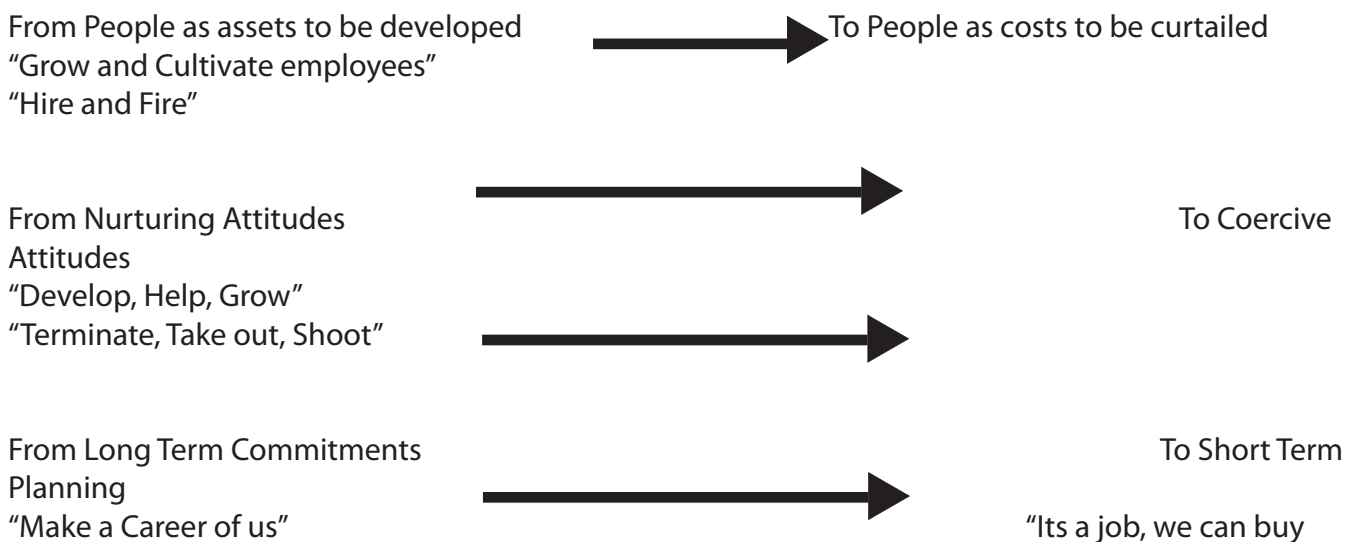 From People as assets to be developed To People as costs to be curtailed
“Grow and Cultivate employees”
“Hire and Fire”
From Nurturing Attitudes To Coercive
Attitudes
“Develop, Help, Grow”
“Terminate, Take out, Shoot”
From Long Term Commitments To Short Term
Planning
“Make a Career of us” “Its a job, we can buy